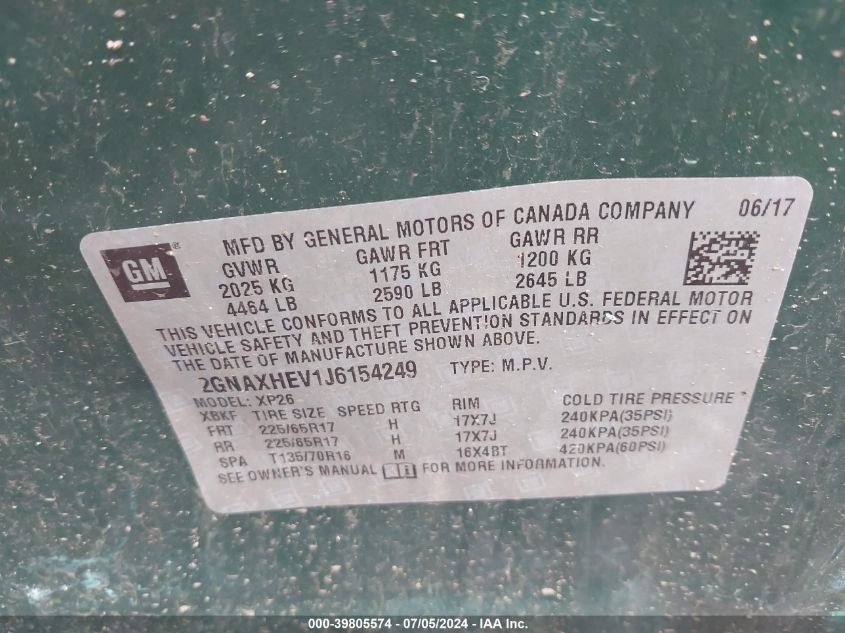 MFD BY GENERAL MOTORS OF CANADA COMPANY 06/17
GM®
GVWR GAWR FRT GAWR RR
2025 KG 1175 KG 1200 KG
4464 LB 2590 LB 2645 LB
THIS VEHICLE CONFORMS TO ALL APPLICABLE U.S. FEDERAL MOTOR
VEHICLE SAFETY AND THEFT PREVENTION STANDARDS IN EFFECT ON
THE DATE OF MANUFACTURE SHOWN ABOVE.
2GNAXHEV1J6154249 TYPE: M.P.V.
MODEL: XP26
XBKF TIRE SIZE SPEED RTG RIM COLD TIRE PRESSURE
FRT 225/65R17 H 17X7J 240KPA(35PSI)
RR 225/65R17 H 17X7J 240KPA(35PSI)
SPA T135/70R16 M 16X4BT 420KPA(60PSI)
SEE OWNER'S MANUAL FOR MORE INFORMATION.
000-39805574 / 07/05/2024 - IAA Inc.